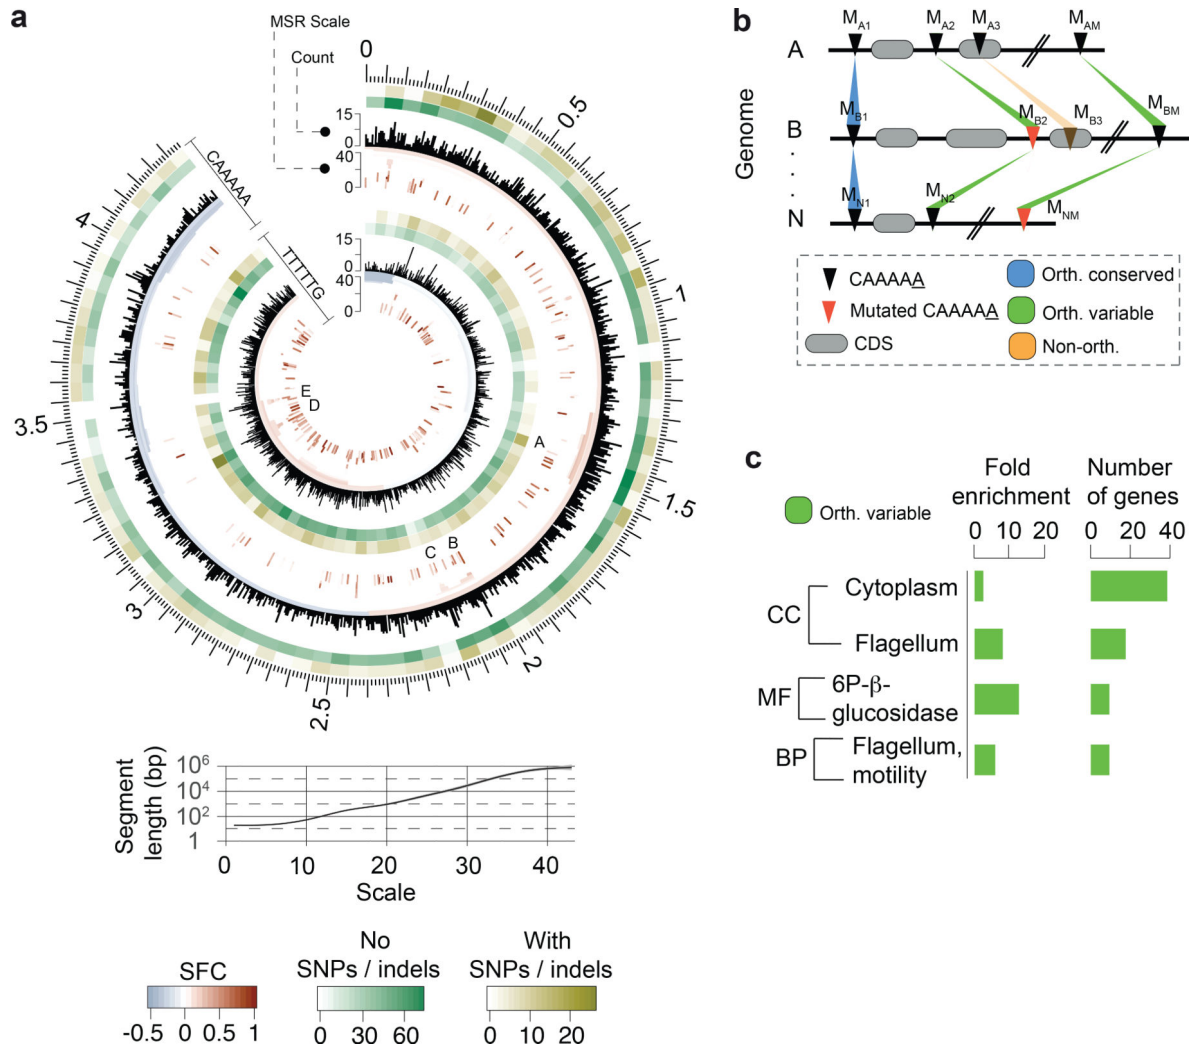 a
MSR Scale
Count
0
0.5
1
1.5
2
2.5
3
3.5
4
15
0
40
0
15
0
40
0
CAAAAA
TTTTTG
A
B
C
D
E
Segment
length (bp)
10^6
10^4
10^2
1
0 10 20 30 40
Scale
SFC
-0.5 0 0.5 1
No
SNPs / indels
0 30 60
With
SNPs / indels
0 10 20
b
Genome
M_A1 M_A2 M_A3 M_AM
A
M_B1 M_B2 M_B3 M_BM
B
.
.
.
M_N1 M_N2 M_NM
N
CAAAAA
Mutated CAAAAA
CDS
Orth. conserved
Orth. variable
Non-orth.
c
Orth. variable
Fold
enrichment
Number
of genes
0 10 20
0 20 40
CC
Cytoplasm
Flagellum
MF
6P-β-
glucosidase
BP
Flagellum,
motility